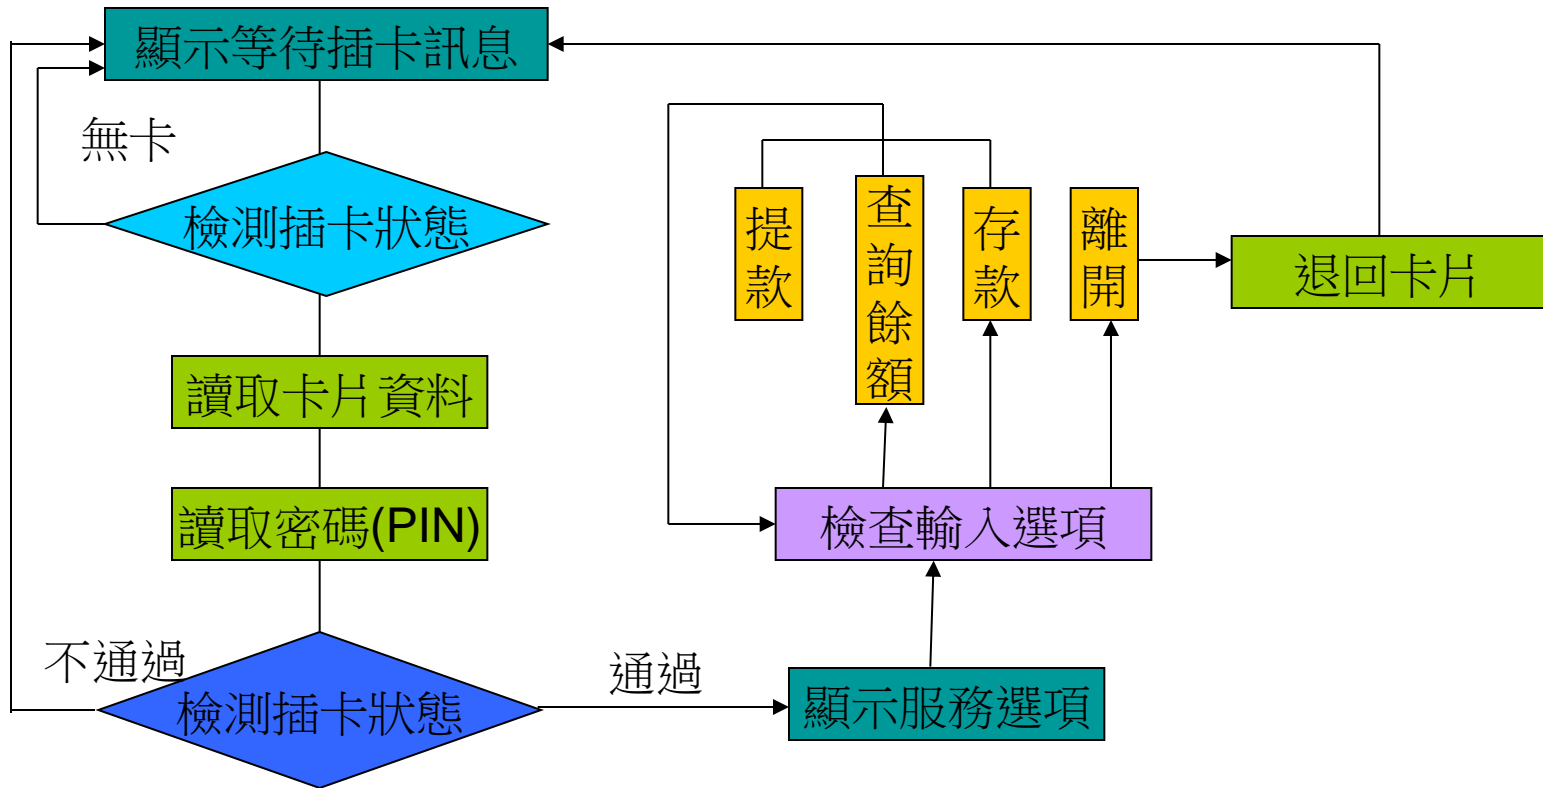 顯示等待插卡訊息
無卡
檢測插卡狀態
讀取卡片資料
讀取密碼(PIN)
不通過
檢測插卡狀態
通過
顯示服務選項
檢查輸入選項
提款
查詢餘額
存款
離開
退回卡片